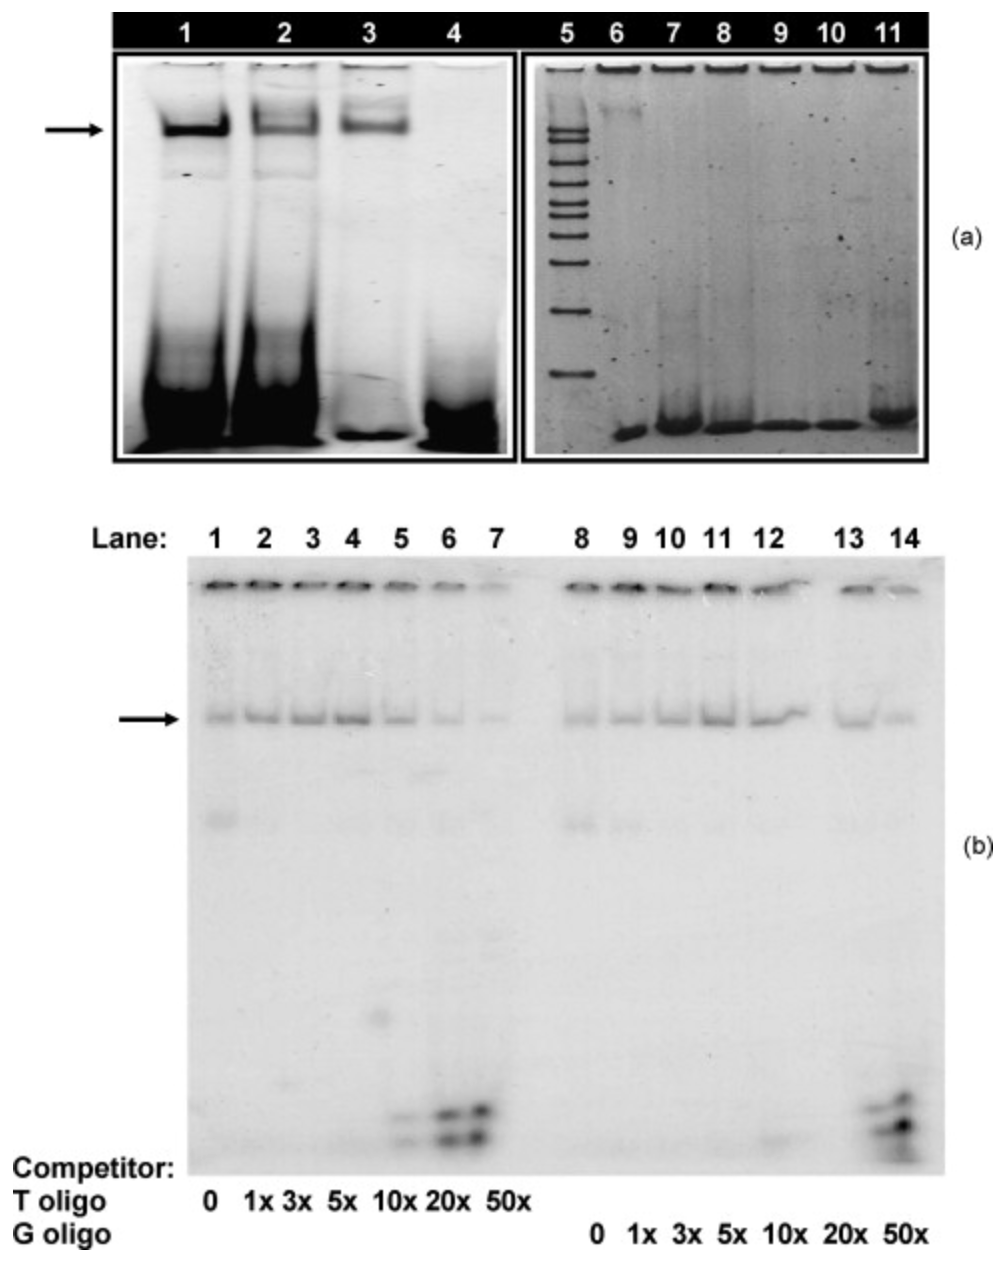 1 2 3 4 5 6 7 8 9 10 11
(a)
Lane: 1 2 3 4 5 6 7 8 9 10 11 12 13 14
(b)
Competitor:
T oligo 0 1x 3x 5x 10x 20x 50x
G oligo 0 1x 3x 5x 10x 20x 50x